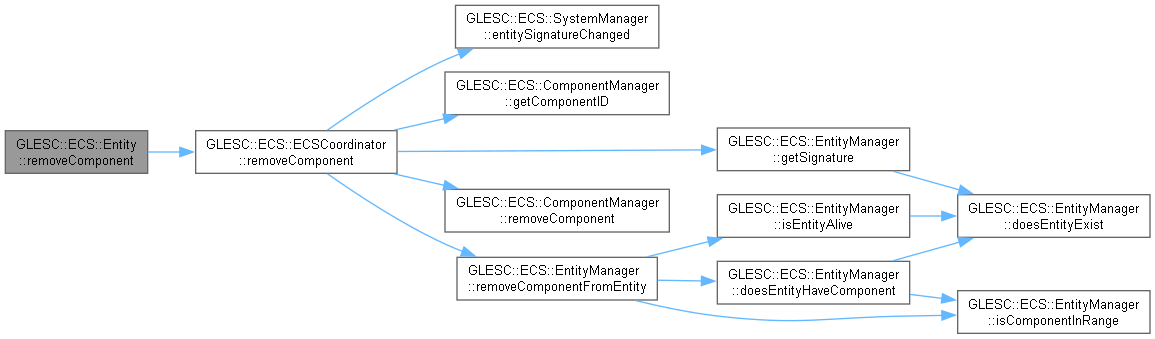 GLESC::ECS::Entity
::removeComponent
GLESC::ECS::ECSCoordinator
::removeComponent
GLESC::ECS::SystemManager
::entitySignatureChanged
GLESC::ECS::ComponentManager
::getComponentID
GLESC::ECS::EntityManager
::getSignature
GLESC::ECS::ComponentManager
::removeComponent
GLESC::ECS::EntityManager
::removeComponentFromEntity
GLESC::ECS::EntityManager
::isEntityAlive
GLESC::ECS::EntityManager
::doesEntityHaveComponent
GLESC::ECS::EntityManager
::doesEntityExist
GLESC::ECS::EntityManager
::isComponentInRange